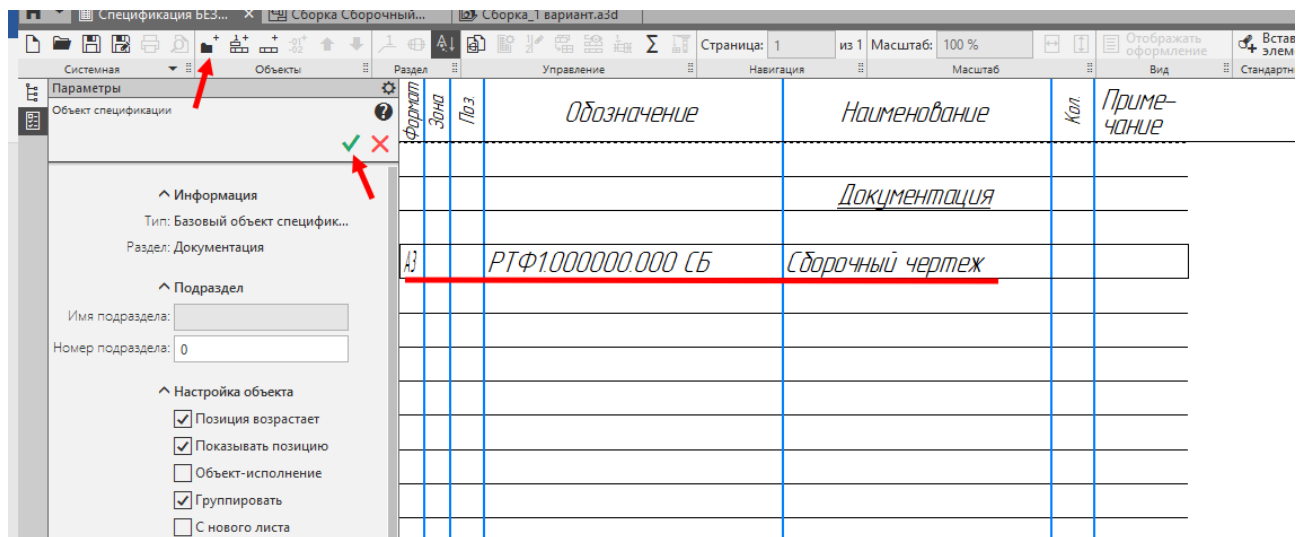 Спецификация БЕЗ... Сборка Сборочный... Сборка_1 вариант.a3d
Страница: 1 из 1 Масштаб: 100 % Отображать оформление Встав элем
Системная Объекты Раздел Управление Навигация Масштаб Вид Стандартн
Параметры
Объект спецификации
Формат Зона Поз. Обозначение Наименование Кол. Приме-
чание
Информация
Тип: Базовый объект специфик...
Раздел: Документация
Документация
А3 РТФ1.000000.000 СБ Сборочный чертеж
Подраздел
Имя подраздела:
Номер подраздела: 0
Настройка объекта
Позиция возрастает
Показывать позицию
Объект-исполнение
Группировать
С нового листа